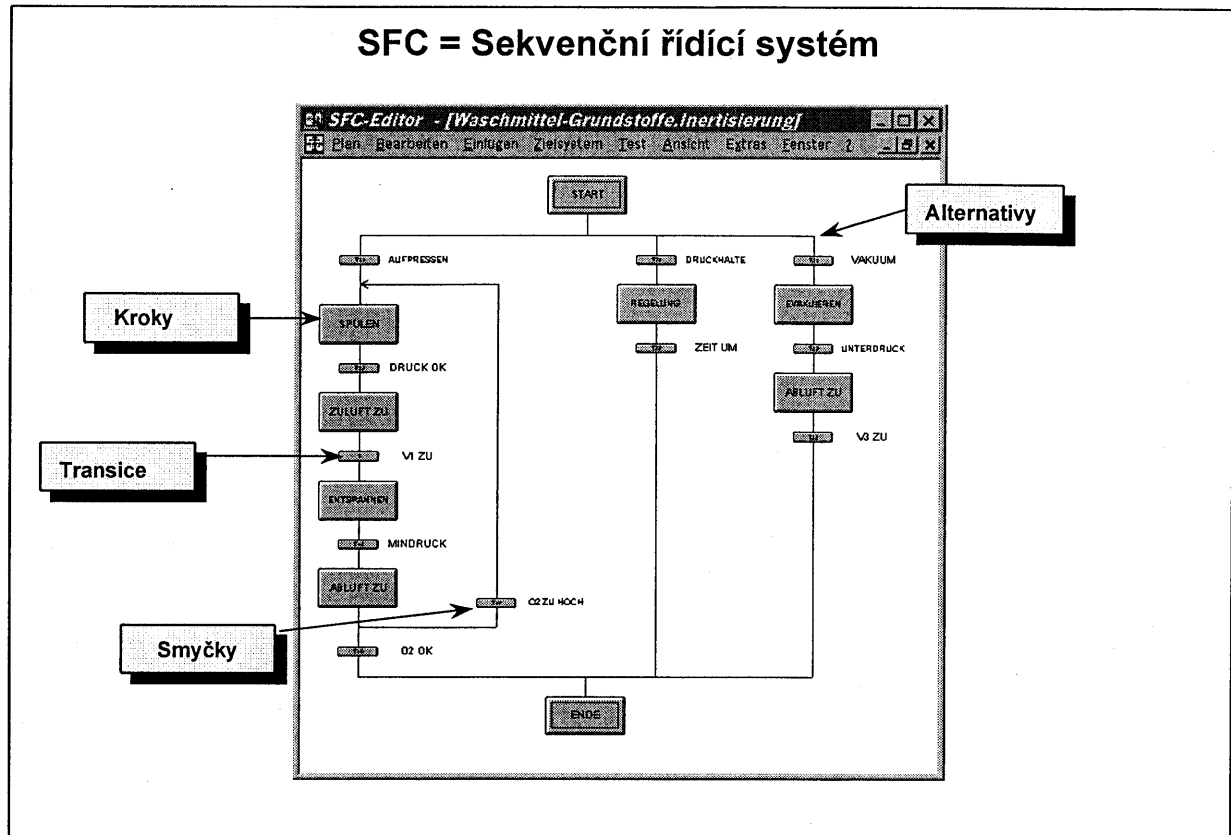 SFC = Sekvenční řídící systém
SFC-Editor - [Waschmittel-Grundstoffe.Inertisierung]
Plan Bearbeiten Einfügen Zielsystem Test Ansicht Extras Fenster ?
START
Alternativy
AUFPRESSEN
DRUCKHALTE
VAKUUM
Kroky
SPÜLEN
REGELUNG
EVAKUIEREN
DRUCK OK
ZEIT UM
UNTERDRUCK
ZULUFT ZU
ABLUFT ZU
Transice
V1 ZU
V3 ZU
ENTSPANNEN
MINDRUCK
ABLUFT ZU
O2 ZU HOCH
Smyčky
O2 OK
ENDE